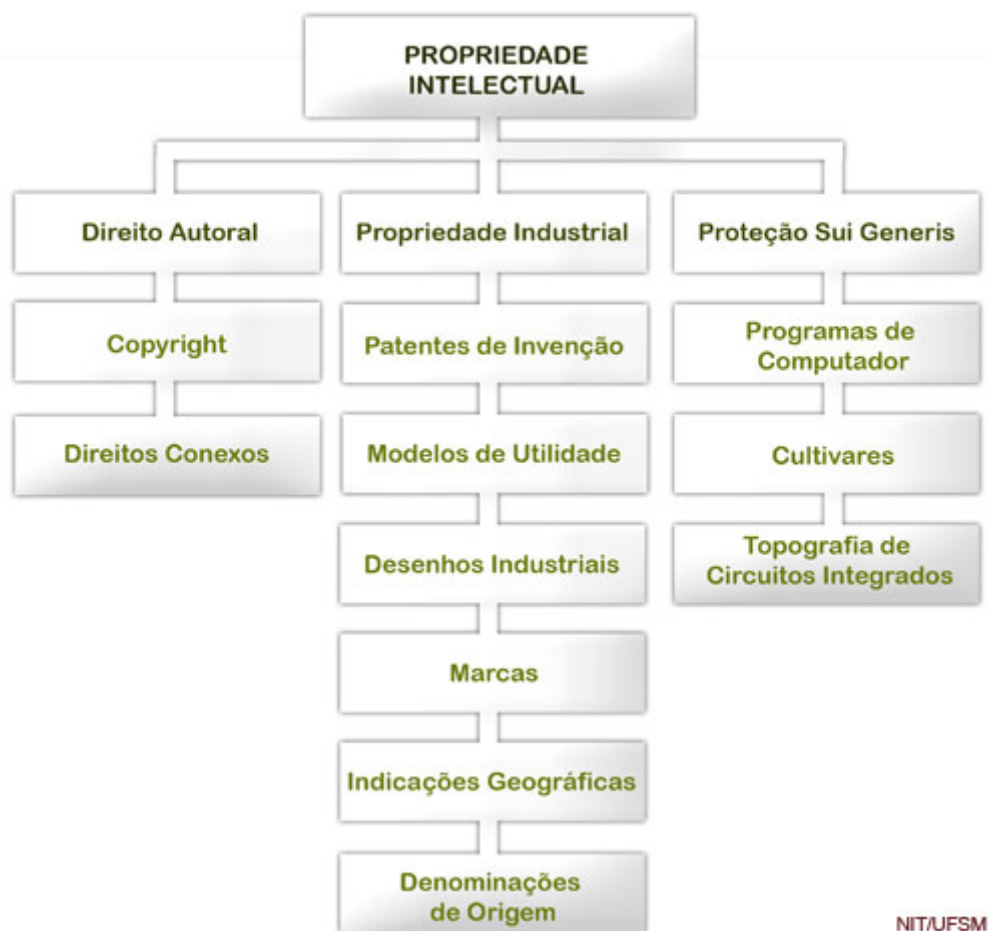 PROPRIEDADE
INTELECTUAL
Direito Autoral
Copyright
Direitos Conexos
Propriedade Industrial
Patentes de Invenção
Modelos de Utilidade
Desenhos Industriais
Marcas
Indicações Geográficas
Denominações
de Origem
Proteção Sui Generis
Programas de
Computador
Cultivares
Topografia de
Circuitos Integrados
NIT/UFSM